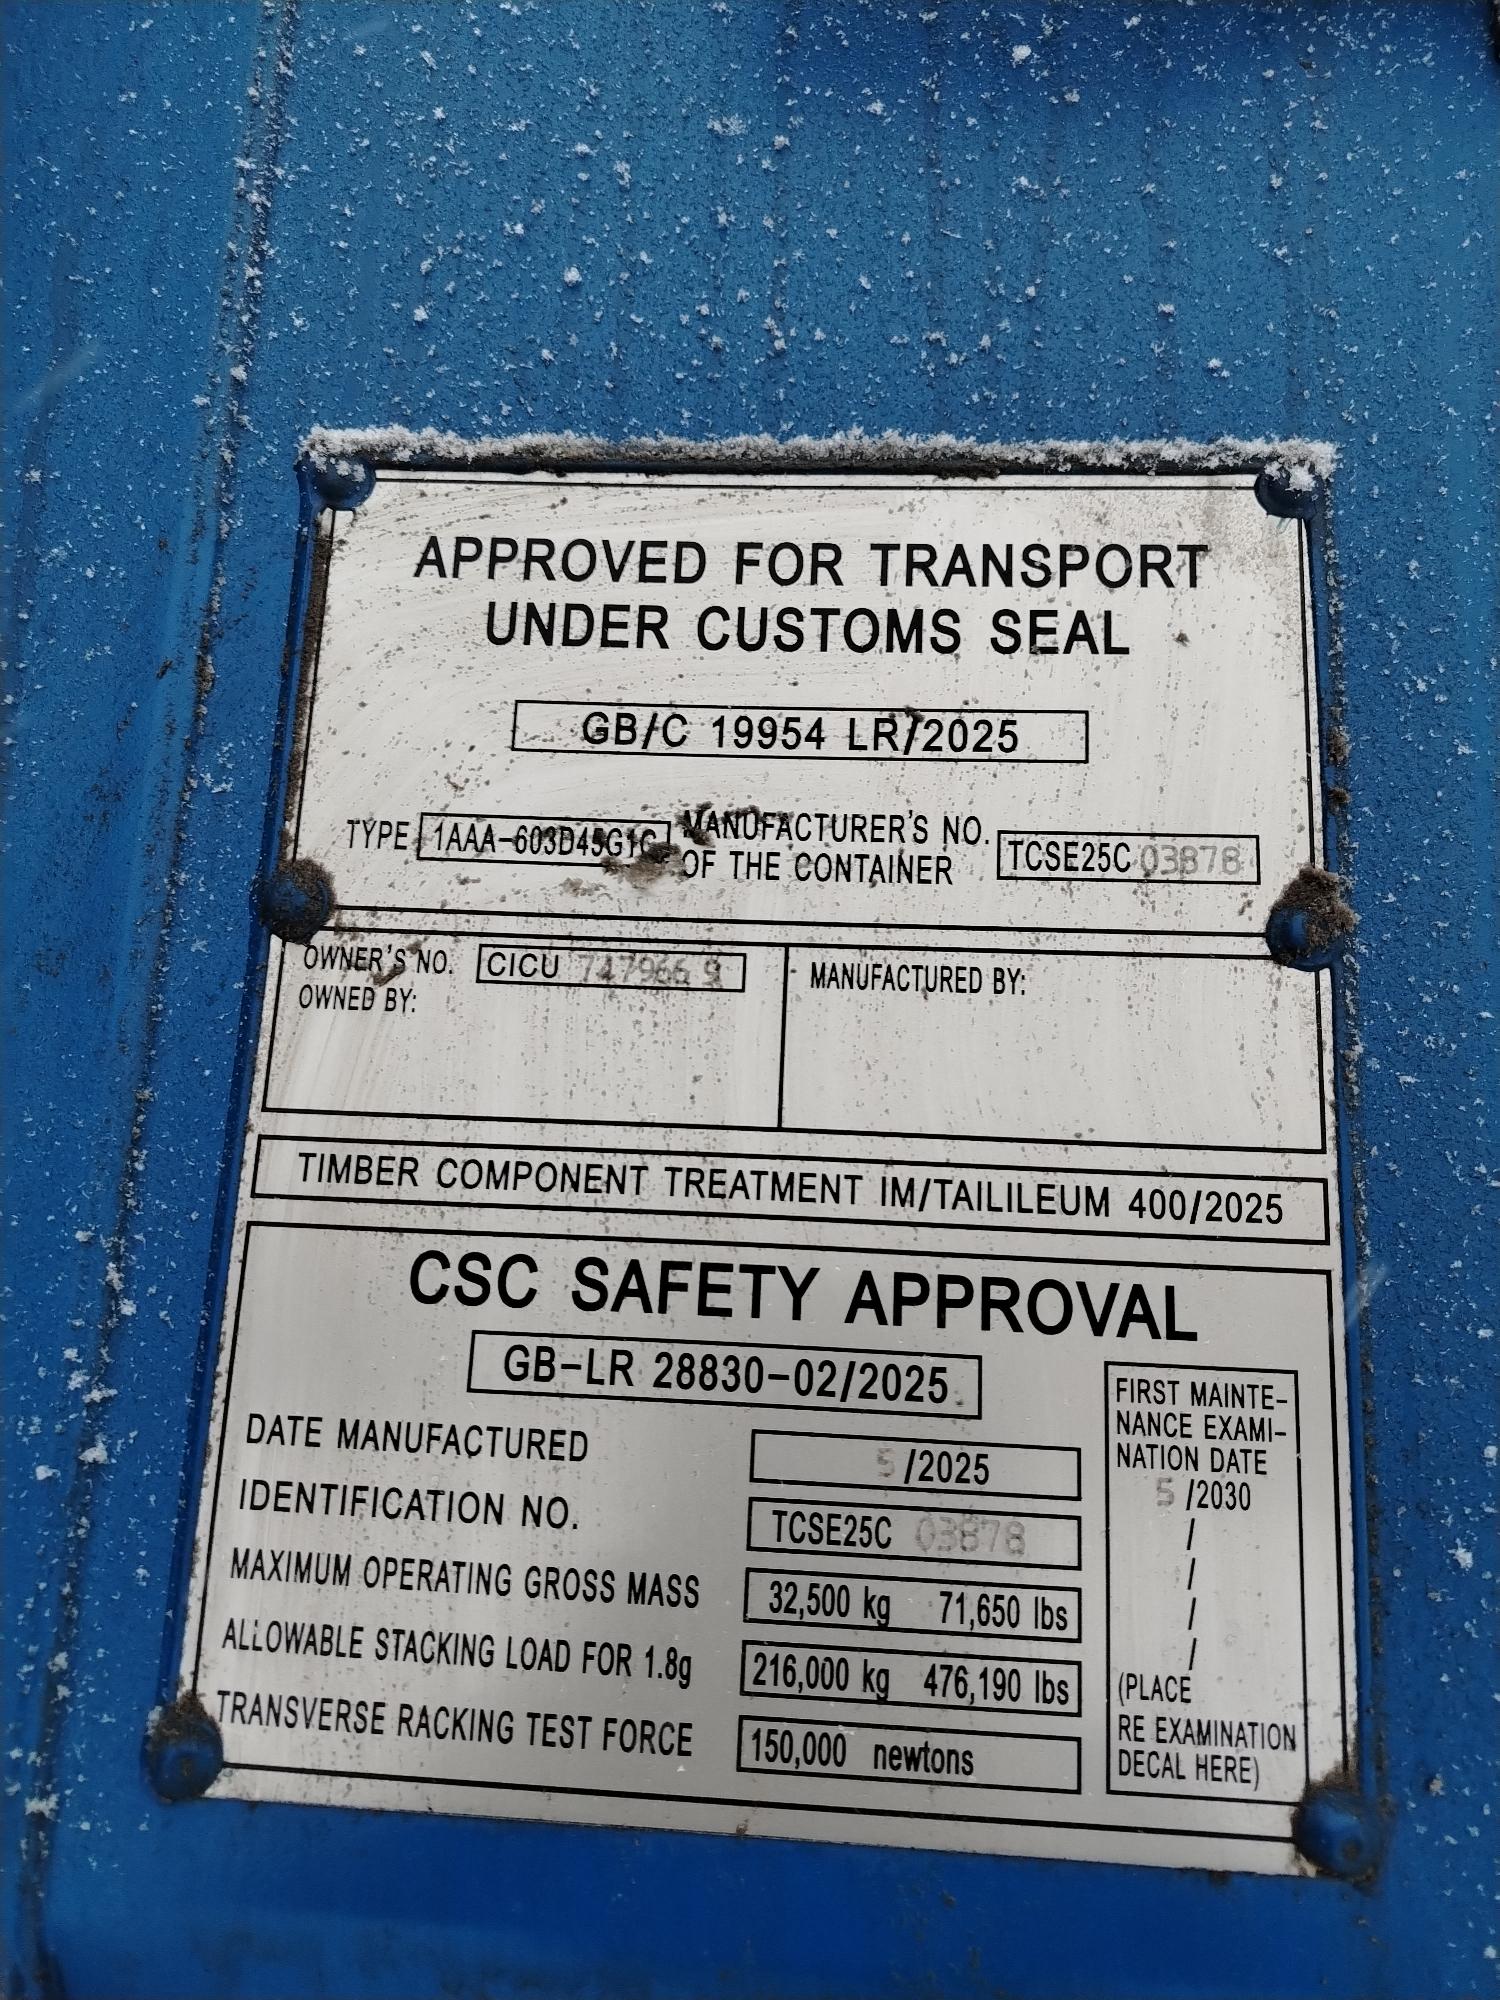 APPROVED FOR TRANSPORT
UNDER CUSTOMS SEAL
GB/C 19954 LR/2025
TYPE 1AAA-603D45G1C MANUFACTURER'S NO. OF THE CONTAINER TCSE25C 03878
OWNER'S NO. CICU 747966 9
OWNED BY:
MANUFACTURED BY:
TIMBER COMPONENT TREATMENT IM/TAILILEUM 400/2025
CSC SAFETY APPROVAL
GB-LR 28830-02/2025
DATE MANUFACTURED 5 /2025
IDENTIFICATION NO. TCSE25C 03878
MAXIMUM OPERATING GROSS MASS 32,500 kg 71,650 lbs
ALLOWABLE STACKING LOAD FOR 1.8g 216,000 kg 476,190 lbs
TRANSVERSE RACKING TEST FORCE 150,000 newtons
FIRST MAINTE-
NANCE EXAMI-
NATION DATE
5 /2030
/
/
/
/
(PLACE
RE EXAMINATION
DECAL HERE)